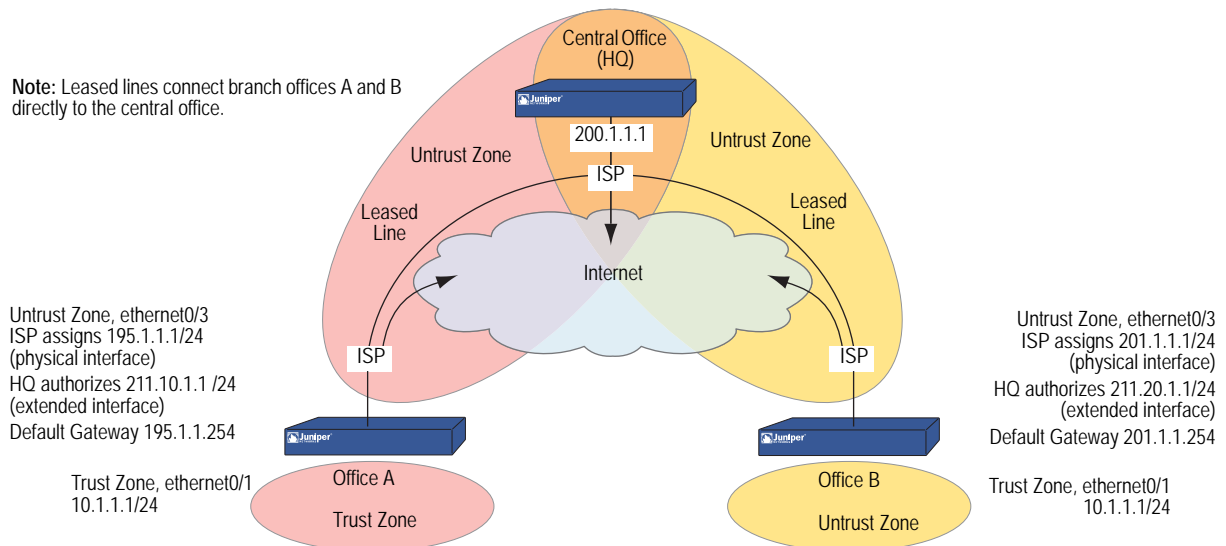 Central Office
(HQ)
Note: Leased lines connect branch offices A and B
directly to the central office.
Juniper
200.1.1.1
Untrust Zone
Untrust Zone
ISP
Leased
Line
Leased
Line
Internet
Untrust Zone, ethernet0/3
ISP assigns 195.1.1.1/24
(physical interface)
HQ authorizes 211.10.1.1 /24
(extended interface)
Default Gateway 195.1.1.254
ISP
Juniper
Trust Zone, ethernet0/1
10.1.1.1/24
Office A
Trust Zone
Untrust Zone, ethernet0/3
ISP assigns 201.1.1.1/24
(physical interface)
HQ authorizes 211.20.1.1/24
(extended interface)
Default Gateway 201.1.1.254
ISP
Juniper
Office B
Untrust Zone
Trust Zone, ethernet0/1
10.1.1.1/24